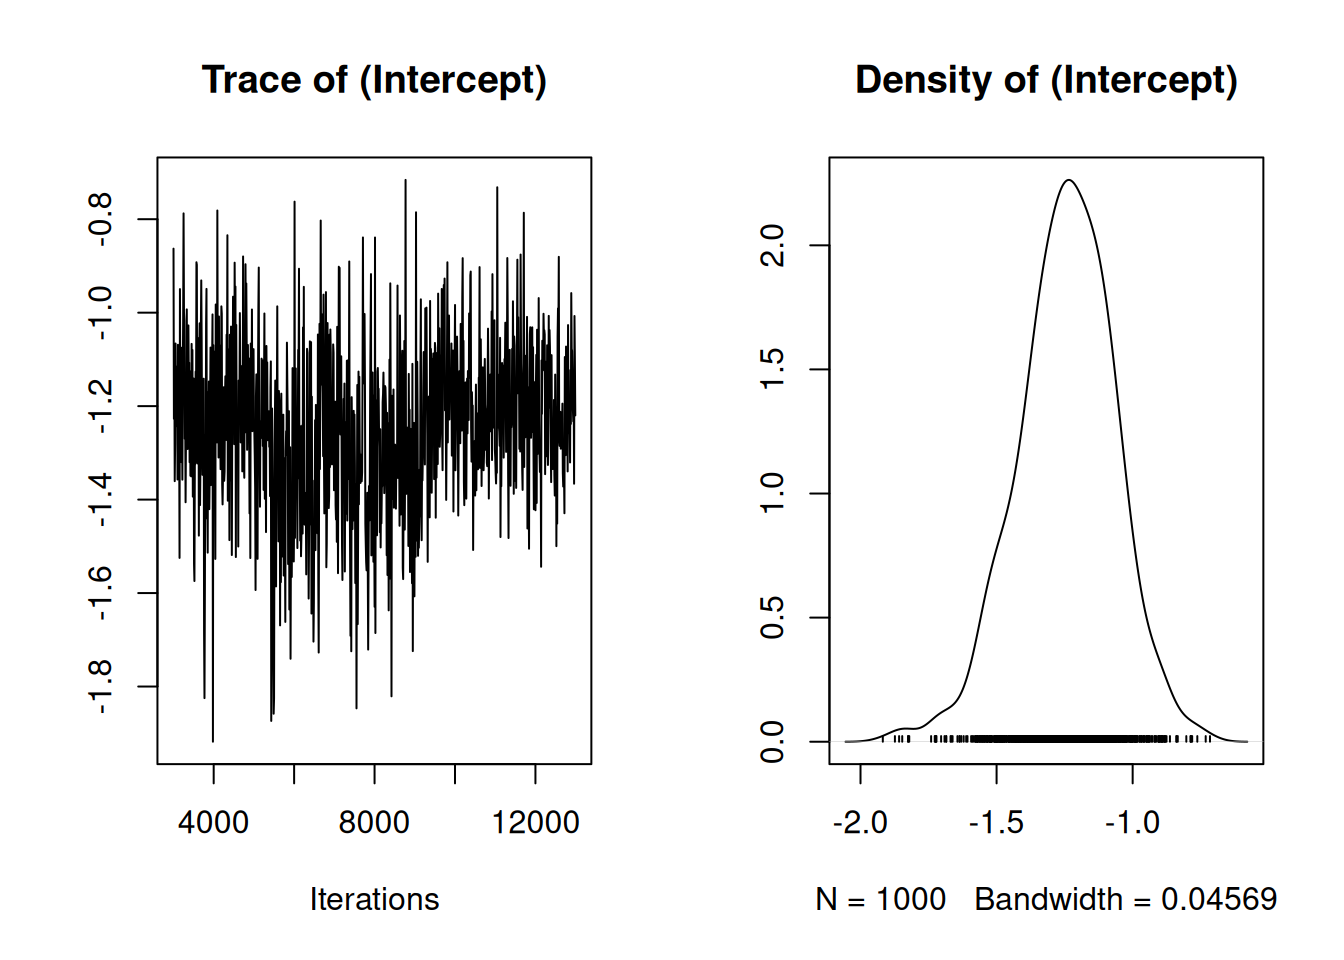 Trace of (Intercept)
-0.8
-1.0
-1.2
-1.4
-1.6
-1.8
4000 8000 12000
Iterations
Density of (Intercept)
2.0
1.5
1.0
0.5
0.0
-2.0 -1.5 -1.0
N = 1000 Bandwidth = 0.04569